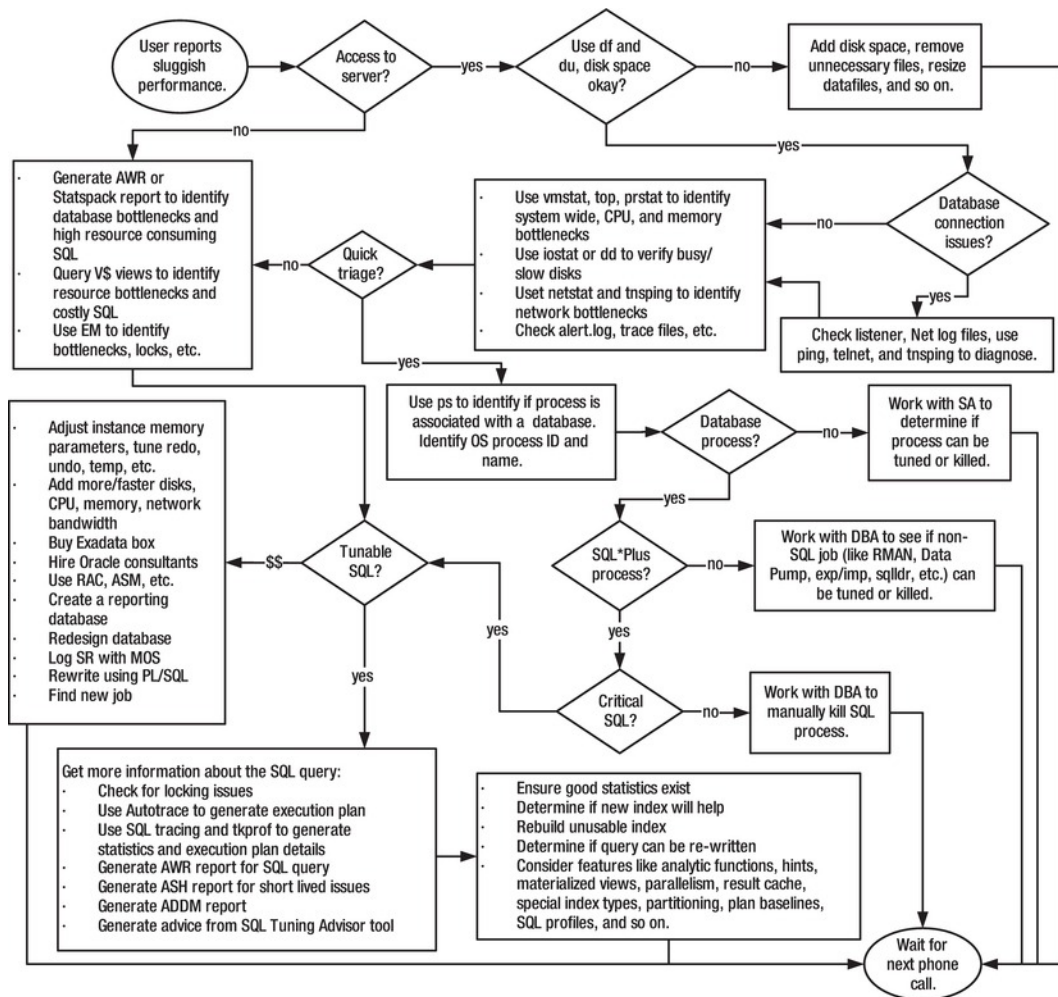 User reports
sluggish
performance.
Access to
server?
yes
Use df and
du, disk space
okay?
no
Add disk space, remove
unnecessary files, resize
datafiles, and so on.
no
yes
· Generate AWR or
Statspack report to identify
database bottlenecks and
high resource consuming
SQL
· Query V$ views to identify
resource bottlenecks and
costly SQL
· Use EM to identify
bottlenecks, locks, etc.
no
Quick
triage?
· Use vmstat, top, prstat to identify
system wide, CPU, and memory
bottlenecks
· Use iostat or dd to verify busy/
slow disks
· Uset netstat and tnsping to identify
network bottlenecks
· Check alert.log, trace files, etc.
no
Database
connection
issues?
yes
Check listener, Net log files, use
ping, telnet, and tnsping to diagnose.
yes
Use ps to identify if process is
associated with a database.
Identify OS process ID and
name.
Database
process?
no
Work with SA to
determine if
process can be
tuned or killed.
yes
· Adjust instance memory
parameters, tune redo,
undo, temp, etc.
· Add more/faster disks,
CPU, memory, network
bandwidth
· Buy Exadata box
· Hire Oracle consultants
· Use RAC, ASM, etc.
· Create a reporting
database
· Redesign database
· Log SR with MOS
· Rewrite using PL/SQL
· Find new job
$$
Tunable
SQL?
yes
SQL*Plus
process?
no
Work with DBA to see if non-
SQL job (like RMAN, Data
Pump, exp/imp, sqlldr, etc.) can
be tuned or killed.
yes
yes
Critical
SQL?
no
Work with DBA to
manually kill SQL
process.
Get more information about the SQL query:
· Check for locking issues
· Use Autotrace to generate execution plan
· Use SQL tracing and tkprof to generate
statistics and execution plan details
· Generate AWR report for SQL query
· Generate ASH report for short lived issues
· Generate ADDM report
· Generate advice from SQL Tuning Advisor tool
· Ensure good statistics exist
· Determine if new index will help
· Rebuild unusable index
· Determine if query can be re-written
· Consider features like analytic functions, hints,
materialized views, parallelism, result cache,
special index types, partitioning, plan baselines,
SQL profiles, and so on.
Wait for
next phone
call.